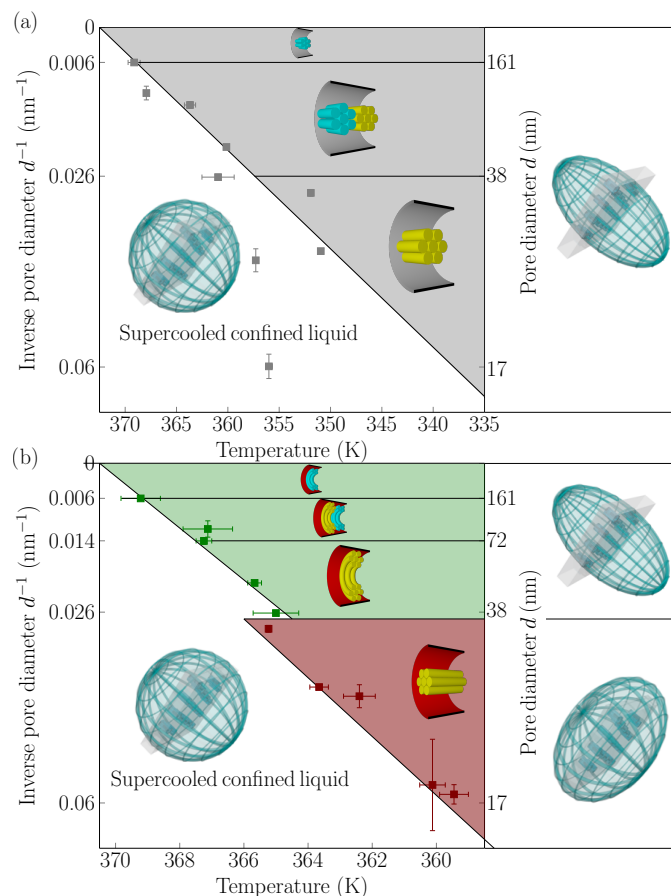 (a)
0
0.006
0.026
0.06
Inverse pore diameter d⁻¹ (nm⁻¹)
161
38
17
Pore diameter d (nm)
Supercooled confined liquid
370 365 360 355 350 345 340 335
Temperature (K)
(b)
0
0.006
0.014
0.026
0.06
Inverse pore diameter d⁻¹ (nm⁻¹)
161
72
38
17
Pore diameter d (nm)
Supercooled confined liquid
370 368 366 364 362 360
Temperature (K)